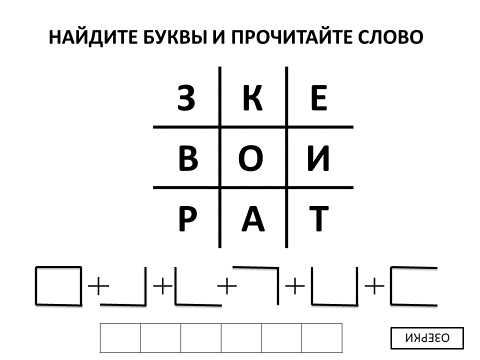 НАЙДИТЕ БУКВЫ И ПРОЧИТАЙТЕ СЛОВО
З К Е
В О И
Р А Т
+ + + + +
ОЗЕРКИ